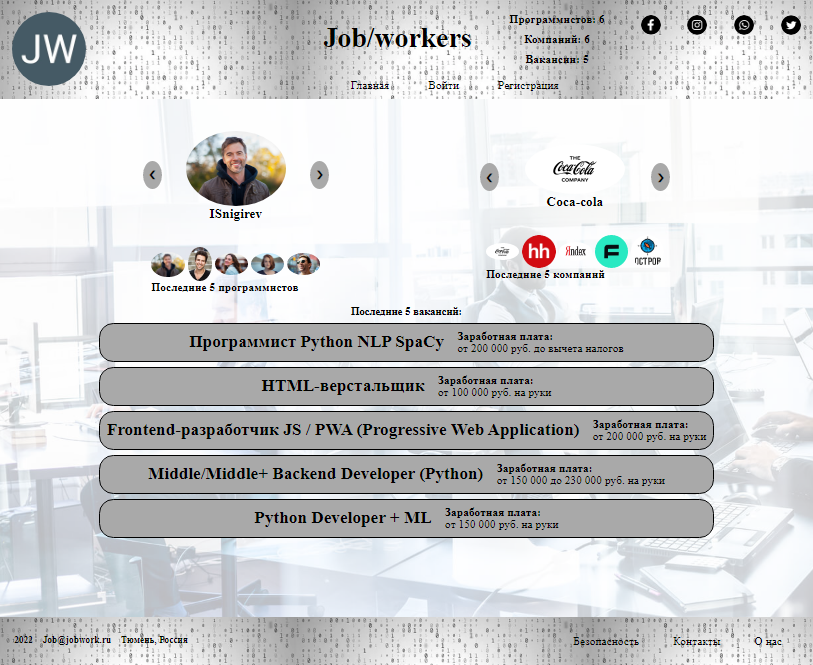 JW
Job/workers
Программистов: 6
Компаний: 6
Вакансии: 5
Главная Войти Регистрация
ISnigirev
THE
Coca-Cola
COMPANY
Coca-cola
hh
Яndex
F
ПСТРОР
Последние 5 программистов
Последние 5 компаний
Последние 5 вакансий:
Программист Python NLP SpaCy
Заработная плата:
от 200 000 руб. до вычета налогов
HTML-верстальщик
Заработная плата:
от 100 000 руб. на руки
Frontend-разработчик JS / PWA (Progressive Web Application)
Заработная плата:
от 200 000 руб. на руки
Middle/Middle+ Backend Developer (Python)
Заработная плата:
от 150 000 до 230 000 руб. на руки
Python Developer + ML
Заработная плата:
от 150 000 руб. на руки
2022 Job@jobwork.ru Тюмень, Россия
Безопасность Контакты О нас